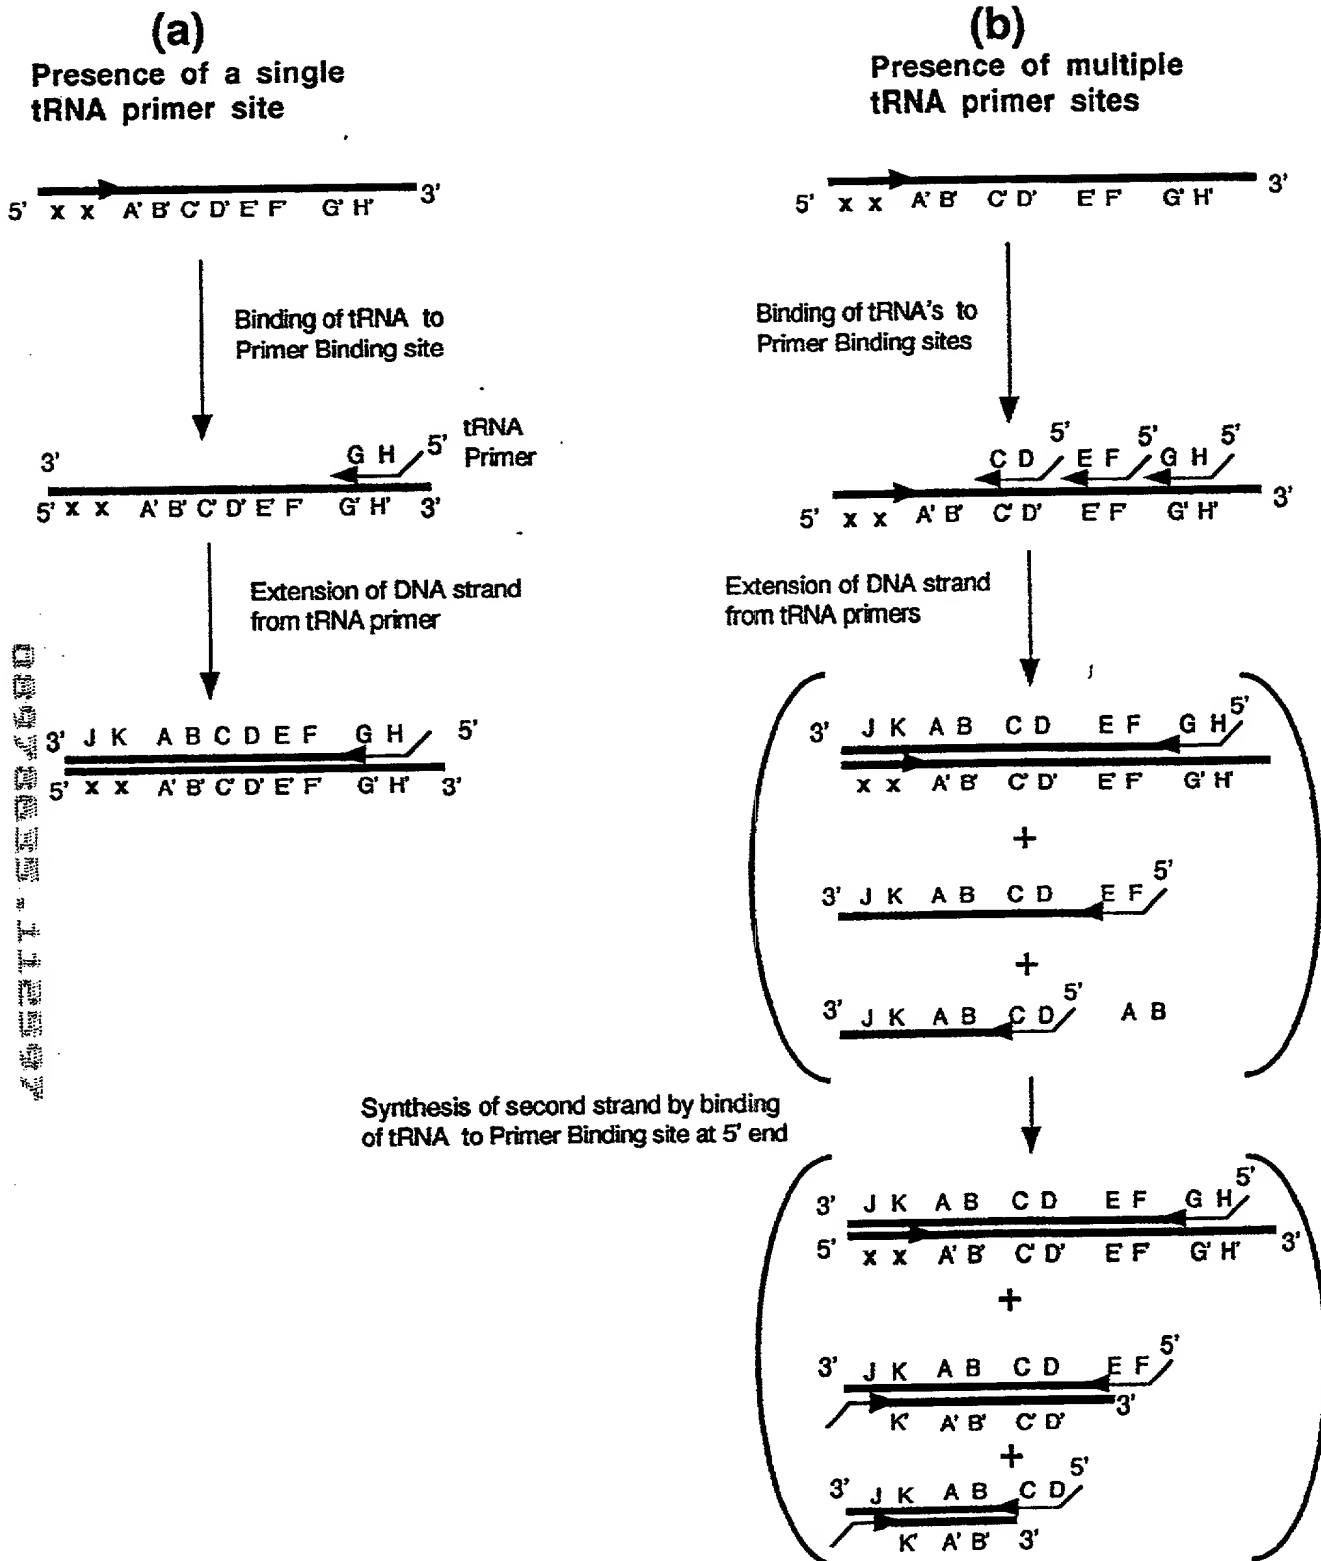 (a)
Presence of a single
tRNA primer site
5' x x A' B' C' D' E' F' G' H' 3'
Binding of tRNA to
Primer Binding site
tRNA
Primer
3' G H 5'
5' x x A' B' C' D' E' F' G' H' 3'
Extension of DNA strand
from tRNA primer
3' J K A B C D E F G H 5'
5' x x A' B' C' D' E' F' G' H' 3'
(b)
Presence of multiple
tRNA primer sites
5' x x A' B' C' D' E' F' G' H' 3'
Binding of tRNA's to
Primer Binding sites
C D 5' E F 5' G H 5'
5' x x A' B' C' D' E' F' G' H' 3'
Extension of DNA strand
from tRNA primers
3' J K A B C D E F G H 5'
x x A' B' C' D' E' F' G' H'
+
3' J K A B C D E F 5'
+
3' J K A B C D 5' A B
Synthesis of second strand by binding
of tRNA to Primer Binding site at 5' end
3' J K A B C D E F G H 5'
5' x x A' B' C' D' E' F' G' H' 3'
+
3' J K A B C D E F 5'
K' A' B' C' D' 3'
+
3' J K A B C D 5'
K' A' B' 3'